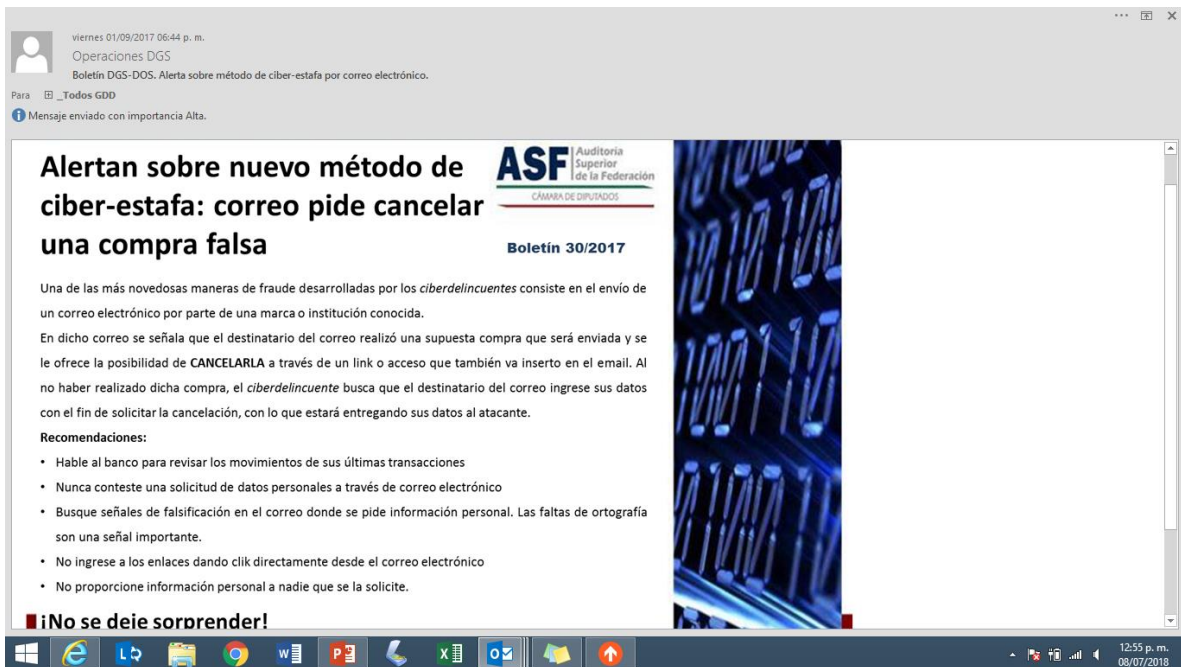 viernes 01/09/2017 06:44 p. m.
Operaciones DGS
Boletín DGS-DOS. Alerta sobre método de ciber-estafa por correo electrónico.
Para _Todos GDD
Mensaje enviado con importancia Alta.
Alertan sobre nuevo método de
ciber-estafa: correo pide cancelar
una compra falsa
ASF Auditoría
Superior
de la Federación
CÁMARA DE DIPUTADOS
Boletín 30/2017
Una de las más novedosas maneras de fraude desarrolladas por los ciberdelincuentes consiste en el envío de
un correo electrónico por parte de una marca o institución conocida.
En dicho correo se señala que el destinatario del correo realizó una supuesta compra que será enviada y se
le ofrece la posibilidad de CANCELARLA a través de un link o acceso que también va inserto en el email. Al
no haber realizado dicha compra, el ciberdelincuente busca que el destinatario del correo ingrese sus datos
con el fin de solicitar la cancelación, con lo que estará entregando sus datos al atacante.
Recomendaciones:
• Hable al banco para revisar los movimientos de sus últimas transacciones
• Nunca conteste una solicitud de datos personales a través de correo electrónico
• Busque señales de falsificación en el correo donde se pide información personal. Las faltas de ortografía
son una señal importante.
• No ingrese a los enlaces dando clik directamente desde el correo electrónico
• No proporcione información personal a nadie que se la solicite.
¡No se deje sorprender!
12:55 p. m.
08/07/2018